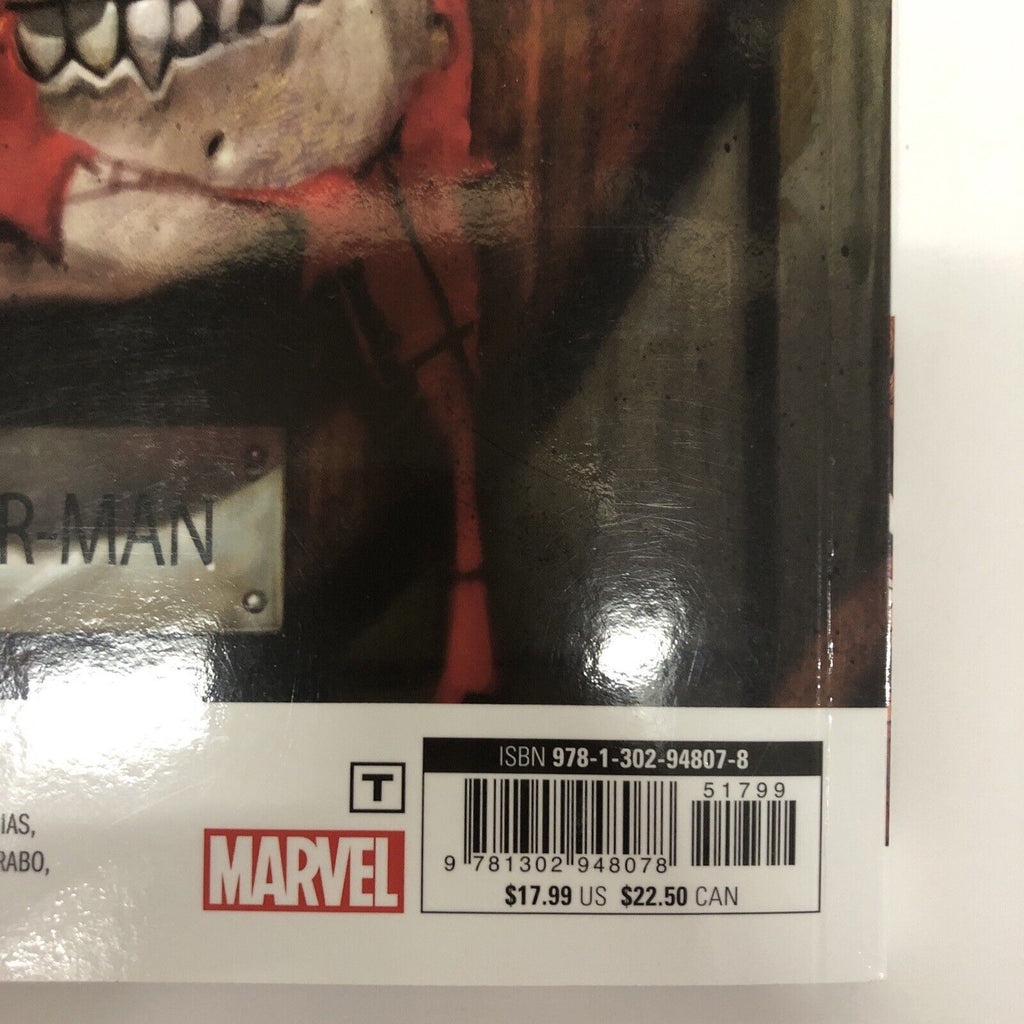 R-MAN
ISBN 978-1-302-94807-8
51799
T
IAS,
RABO,
MARVEL
9 781302 948078
$17.99 US $22.50 CAN